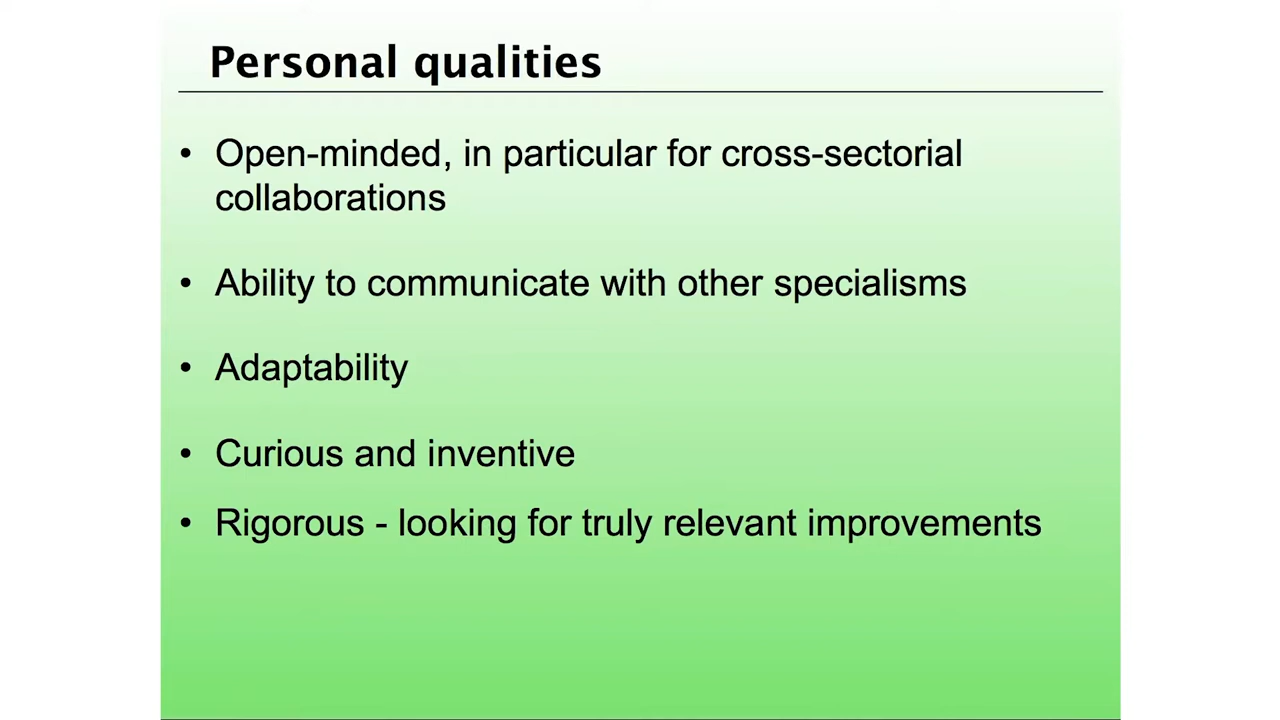 Personal qualities
• Open-minded, in particular for cross-sectorial
collaborations
• Ability to communicate with other specialisms
• Adaptability
• Curious and inventive
• Rigorous - looking for truly relevant improvements